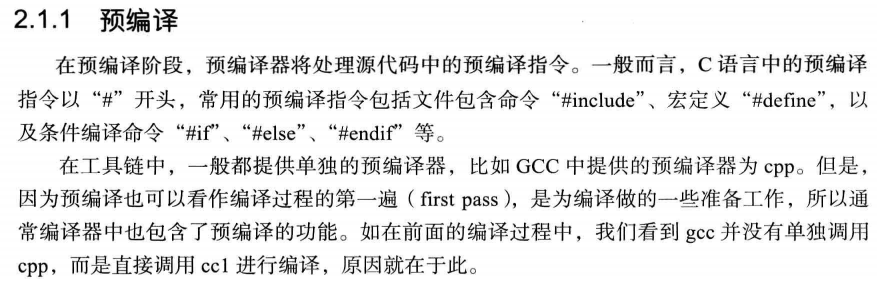 2.1.1 预编译
在预编译阶段，预编译器将处理源代码中的预编译指令。一般而言，C 语言中的预编译
指令以“#”开头，常用的预编译指令包括文件包含命令“#include”、宏定义“#define”，以
及条件编译命令“#if”、“#else”、“#endif”等。
在工具链中，一般都提供单独的预编译器，比如 GCC 中提供的预编译器为 cpp。但是，
因为预编译也可以看作编译过程的第一遍（first pass），是为编译做的一些准备工作，所以通
常编译器中也包含了预编译的功能。如在前面的编译过程中，我们看到 gcc 并没有单独调用
cpp，而是直接调用 cc1 进行编译，原因就在于此。